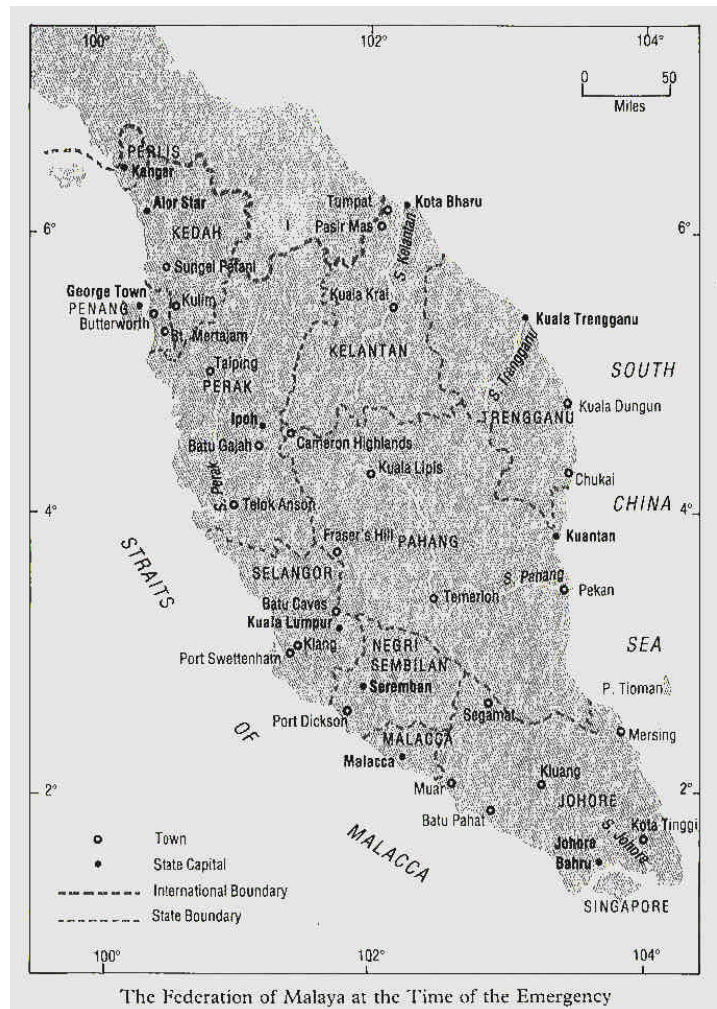 100° 102° 104°
0 50
Miles
PERLIS
Kangar
Alor Star
KEDAH
6° 6°
Tumpat
Kota Bharu
Pasir Mas
S. Kelantan
Sungei Patani
George Town
PENANG
Kulim
Butterworth
Bt. Mertajam
Kuala Krai
Kuala Trengganu
KELANTAN
S. Trengganu
Taiping
PERAK
SOUTH
TRENGGANU
Kuala Dungun
Ipoh
Cameron Highlands
Batu Gajah
Kuala Lipis
Chukai
S. Perak
Telok Anson
4° 4°
CHINA
Kuantan
Fraser's Hill
PAHANG
STRAITS
SELANGOR
S. Pahang
Pekan
Batu Caves
Temerloh
Kuala Lumpur
Klang
Port Swettenham
NEGRI
SEMBILAN
SEA
Seremban
P. Tioman
Port Dickson
Segamat
OF
MALACCA
Mersing
Malacca
Muar
Kluang
2° 2°
JOHORE
Batu Pahat
Kota Tinggi
S. Johore
Johore
Bahru
MALACCA
SINGAPORE
Town
State Capital
International Boundary
State Boundary
100° 102° 104°
The Federation of Malaya at the Time of the Emergency